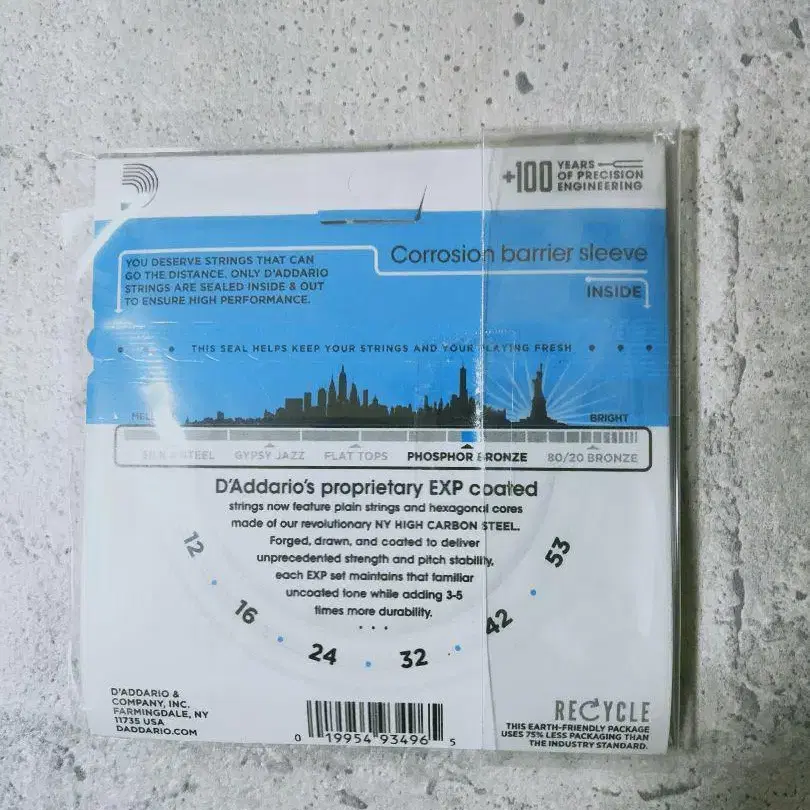 +100 YEARS
OF PRECISION
ENGINEERING
YOU DESERVE STRINGS THAT CAN
GO THE DISTANCE. ONLY D'ADDARIO
STRINGS ARE SEALED INSIDE & OUT
TO ENSURE HIGH PERFORMANCE.
Corrosion barrier sleeve
INSIDE
THIS SEAL HELPS KEEP YOUR STRINGS AND YOUR PLAYING FRESH
BRIGHT
SILK & STEEL GYPSY JAZZ FLAT TOPS PHOSPHOR BRONZE 80/20 BRONZE
D'Addario's proprietary EXP coated
strings now feature plain strings and hexagonal cores
made of our revolutionary NY HIGH CARBON STEEL.
Forged, drawn, and coated to deliver
unprecedented strength and pitch stability,
each EXP set maintains that familiar
uncoated tone while adding 3-5
times more durability.
12 16 24 32 42 53
D'ADDARIO &
COMPANY, INC.
FARMINGDALE, NY
11735 USA
DADDARIO.COM
0 19954 93496 5
RECYCLE
THIS EARTH-FRIENDLY PACKAGE
USES 75% LESS PACKAGING THAN
THE INDUSTRY STANDARD.